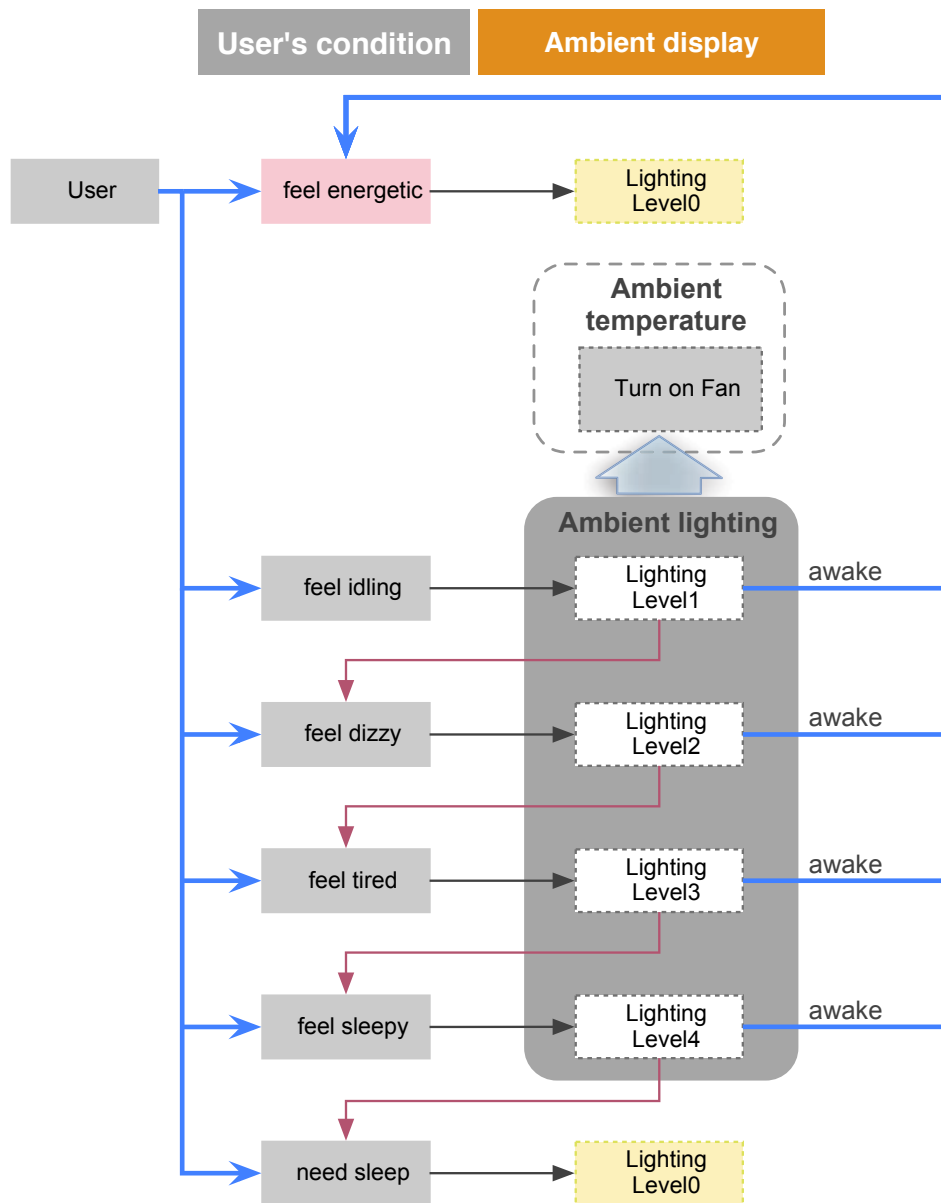 User's condition
Ambient display
User
feel energetic
Lighting
Level0
Ambient
temperature
Turn on Fan
Ambient lighting
feel idling
Lighting
Level1
awake
feel dizzy
Lighting
Level2
awake
feel tired
Lighting
Level3
awake
feel sleepy
Lighting
Level4
awake
need sleep
Lighting
Level0